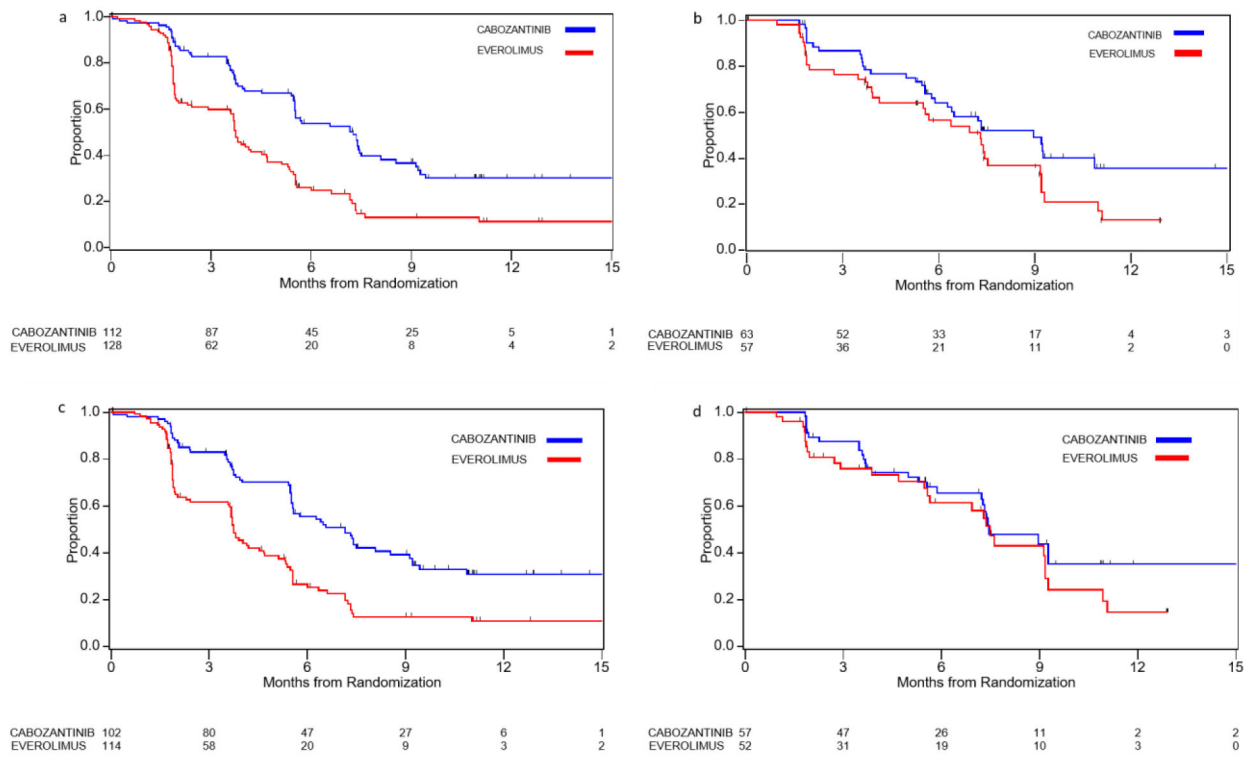 a
1.0
0.8
0.6
0.4
0.2
0.0
Proportion
CABOZANTINIB
EVEROLIMUS
0 3 6 9 12 15
Months from Randomization
CABOZANTINIB 112 87 45 25 5 1
EVEROLIMUS 128 62 20 8 4 2
b
1.0
0.8
0.6
0.4
0.2
0.0
Proportion
CABOZANTINIB
EVEROLIMUS
0 3 6 9 12 15
Months from Randomization
CABOZANTINIB 63 52 33 17 4 3
EVEROLIMUS 57 36 21 11 2 0
c
1.0
0.8
0.6
0.4
0.2
0.0
Proportion
CABOZANTINIB
EVEROLIMUS
0 3 6 9 12 15
Months from Randomization
CABOZANTINIB 102 80 47 27 6 1
EVEROLIMUS 114 58 20 9 3 2
d
1.0
0.8
0.6
0.4
0.2
0.0
Proportion
CABOZANTINIB
EVEROLIMUS
0 3 6 9 12 15
Months from Randomization
CABOZANTINIB 57 47 26 11 2 2
EVEROLIMUS 52 31 19 10 3 0